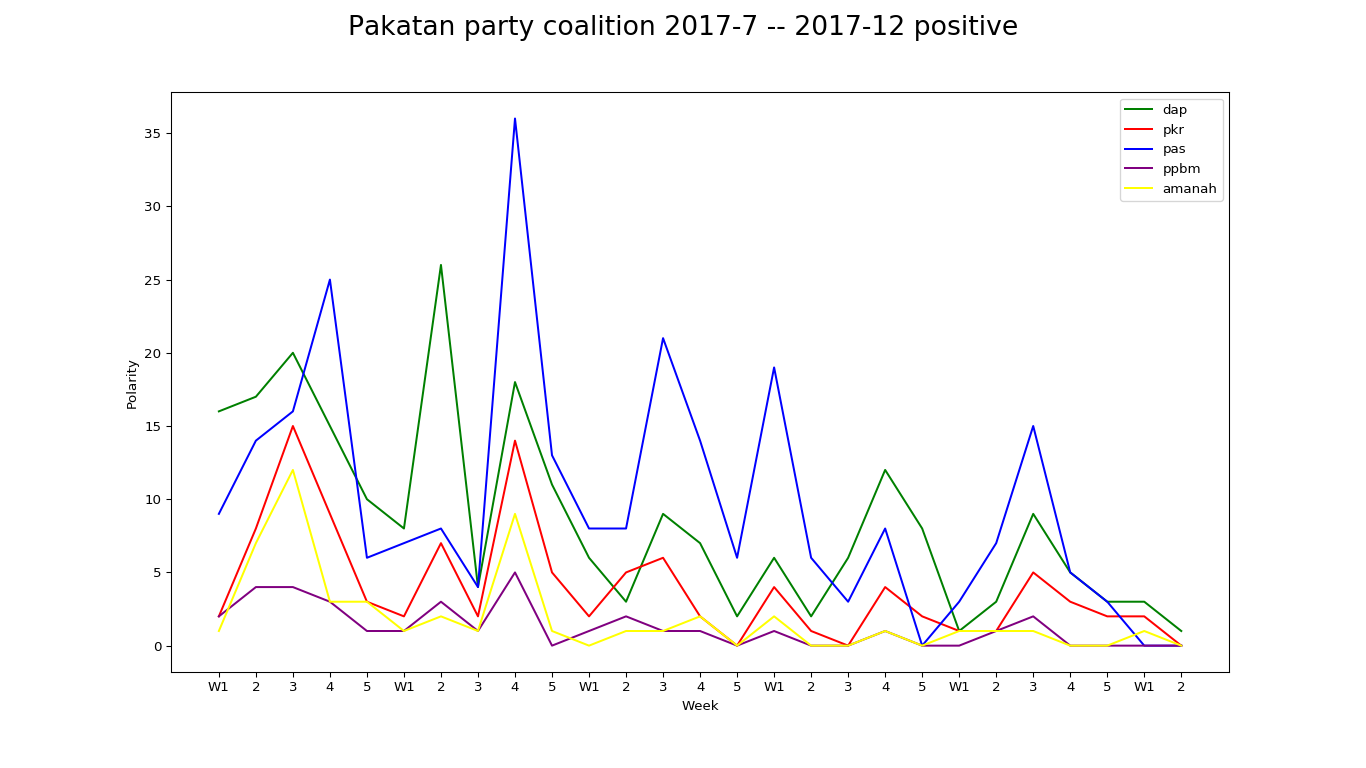 Pakatan party coalition 2017-7 -- 2017-12 positive
dap
pkr
pas
ppbm
amanah
35
30
25
20
15
10
5
0
Polarity
W1 2 3 4 5 W1 2 3 4 5 W1 2 3 4 5 W1 2 3 4 5 W1 2 3 4 5 W1 2
Week